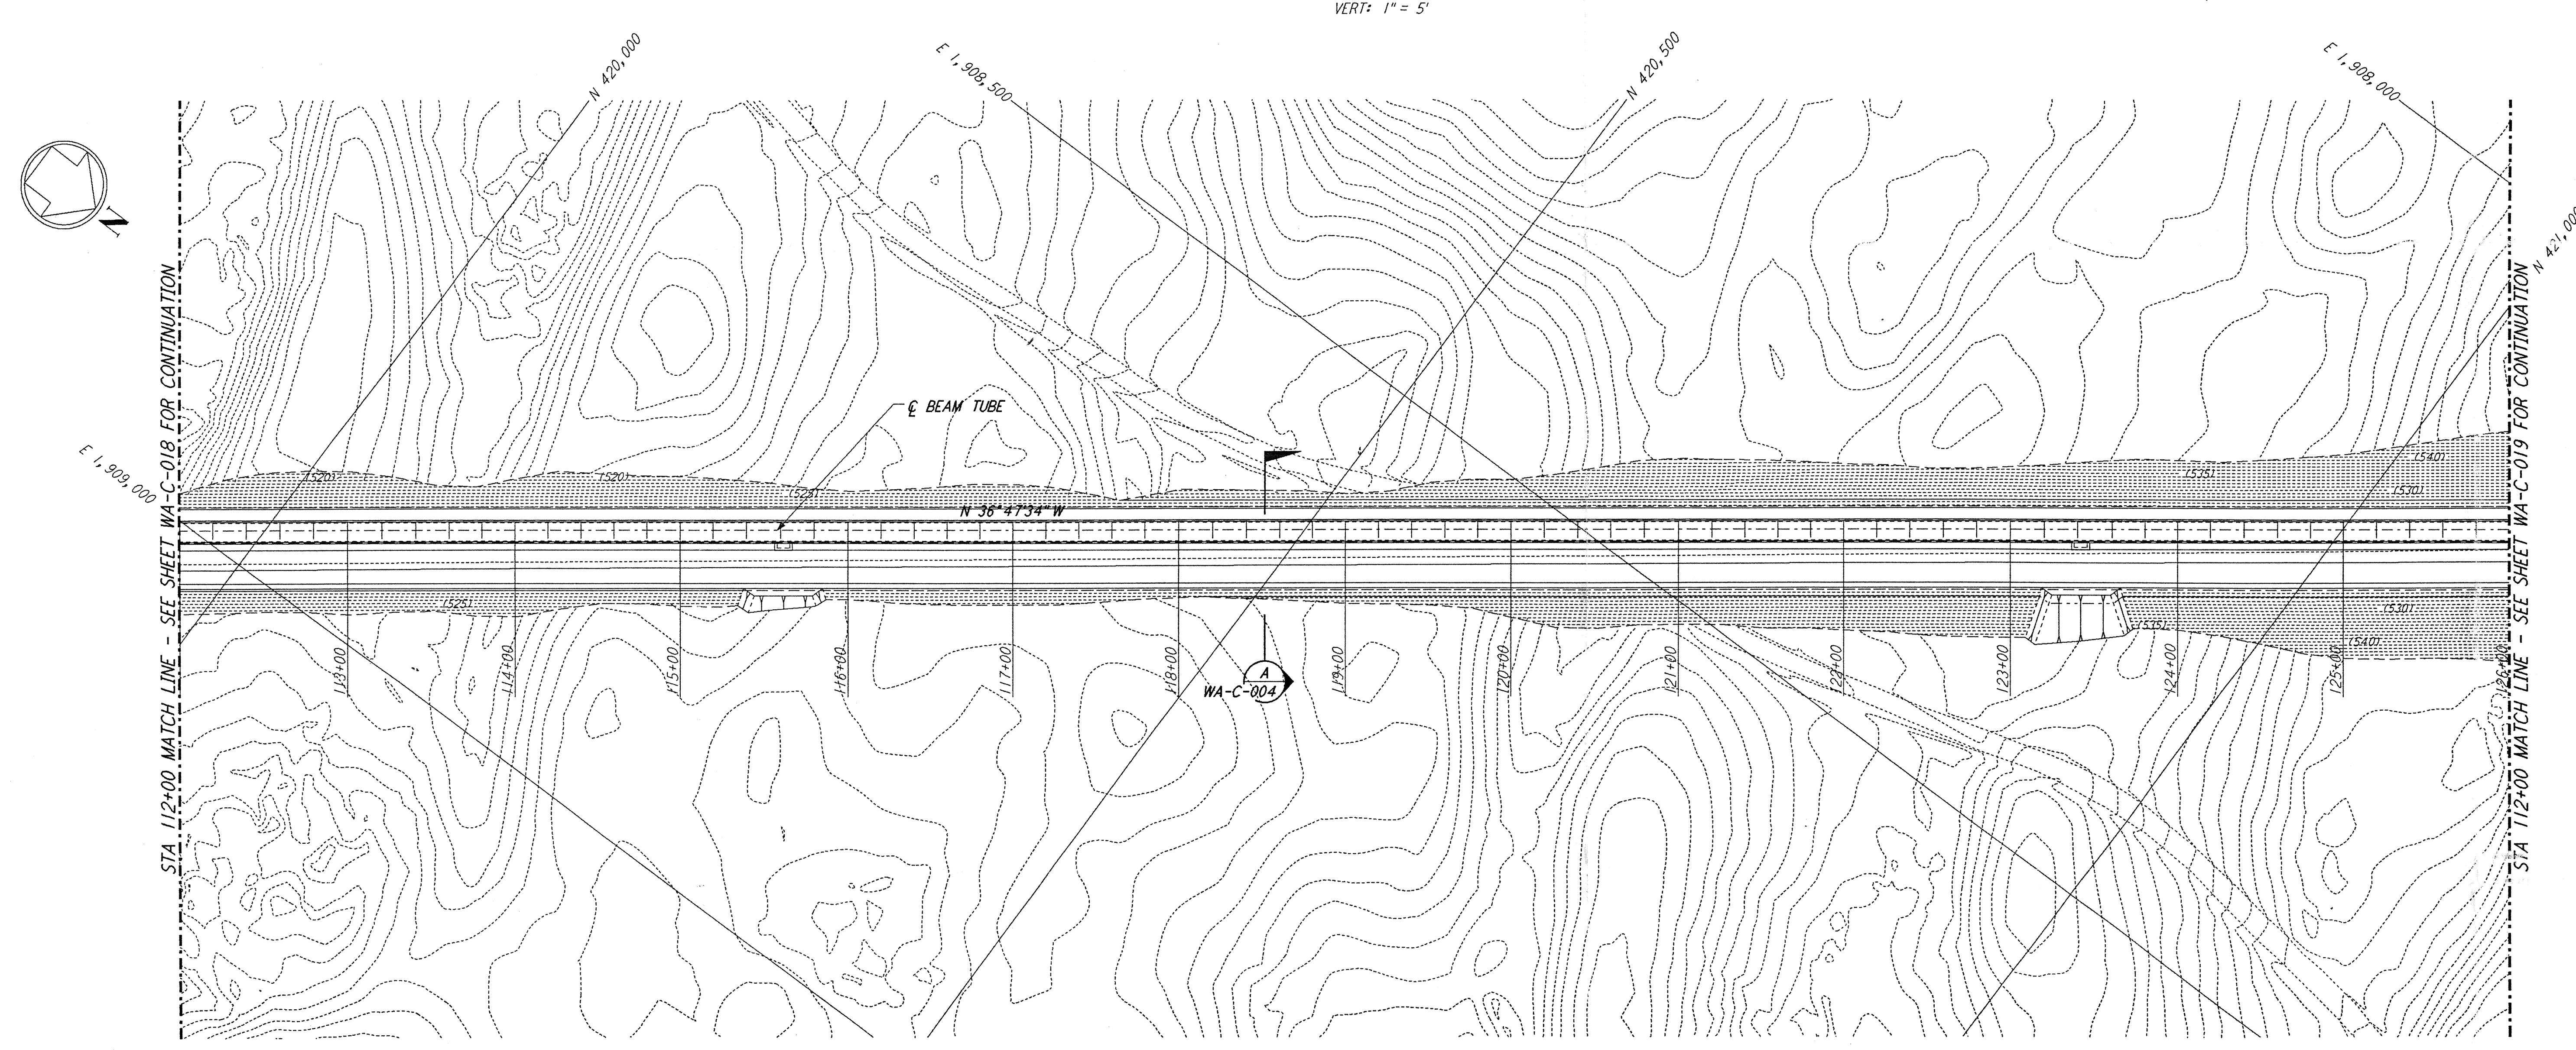 VERT: 1" = 5'
N 420,000
E 1,908,500
N 420,500
E 1,908,000
N
N 421,000
STA 112+00 MATCH LINE - SEE SHEET WA-C-018 FOR CONTINUATION
STA 112+00 MATCH LINE - SEE SHEET WA-C-019 FOR CONTINUATION
E 1,909,000
℄ BEAM TUBE
(520)
(520)
(525)
(535)
(540)
(530)
N 36°47'34" W
(525)
(530)
(535)
(540)
113+00
114+00
115+00
116+00
117+00
118+00
119+00
120+00
121+00
122+00
123+00
124+00
125+00
126+00
A
WA-C-004